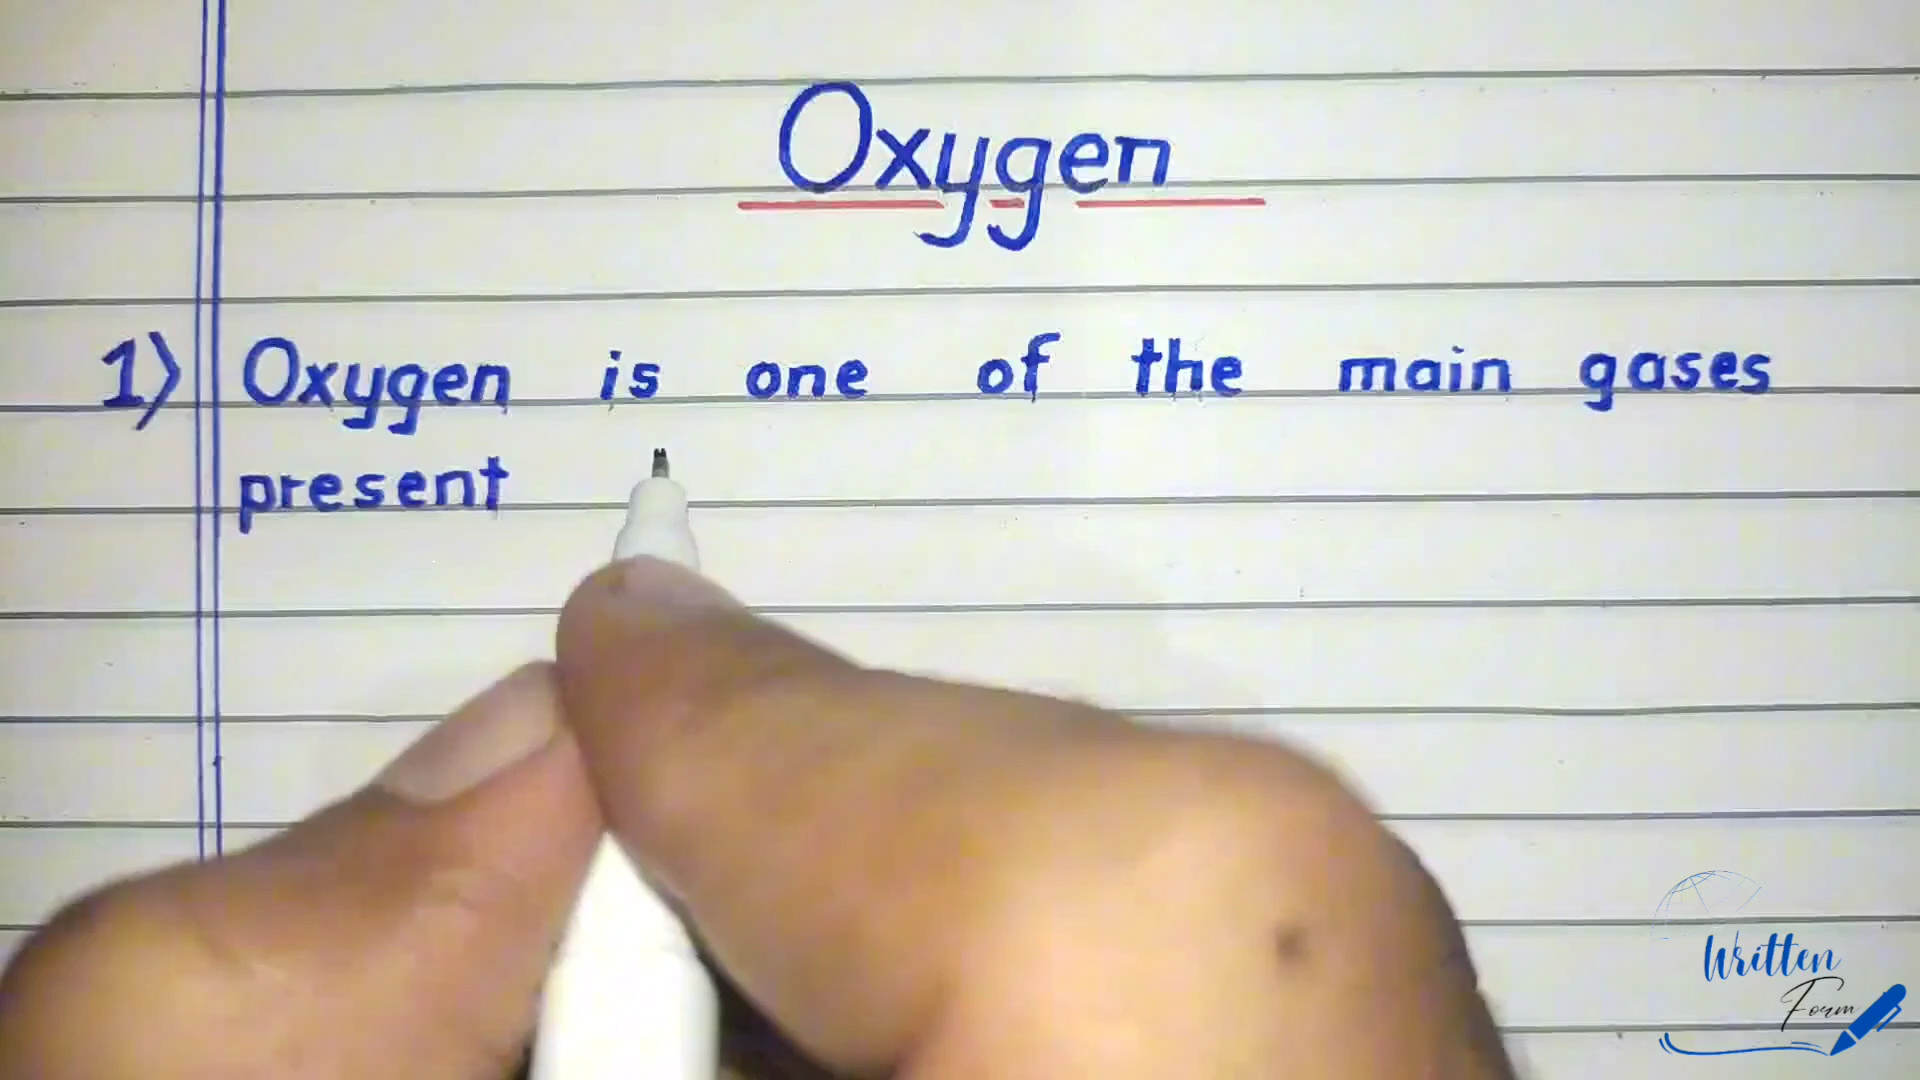 Oxygen
1) Oxygen is one of the main gases
present
Written
Form